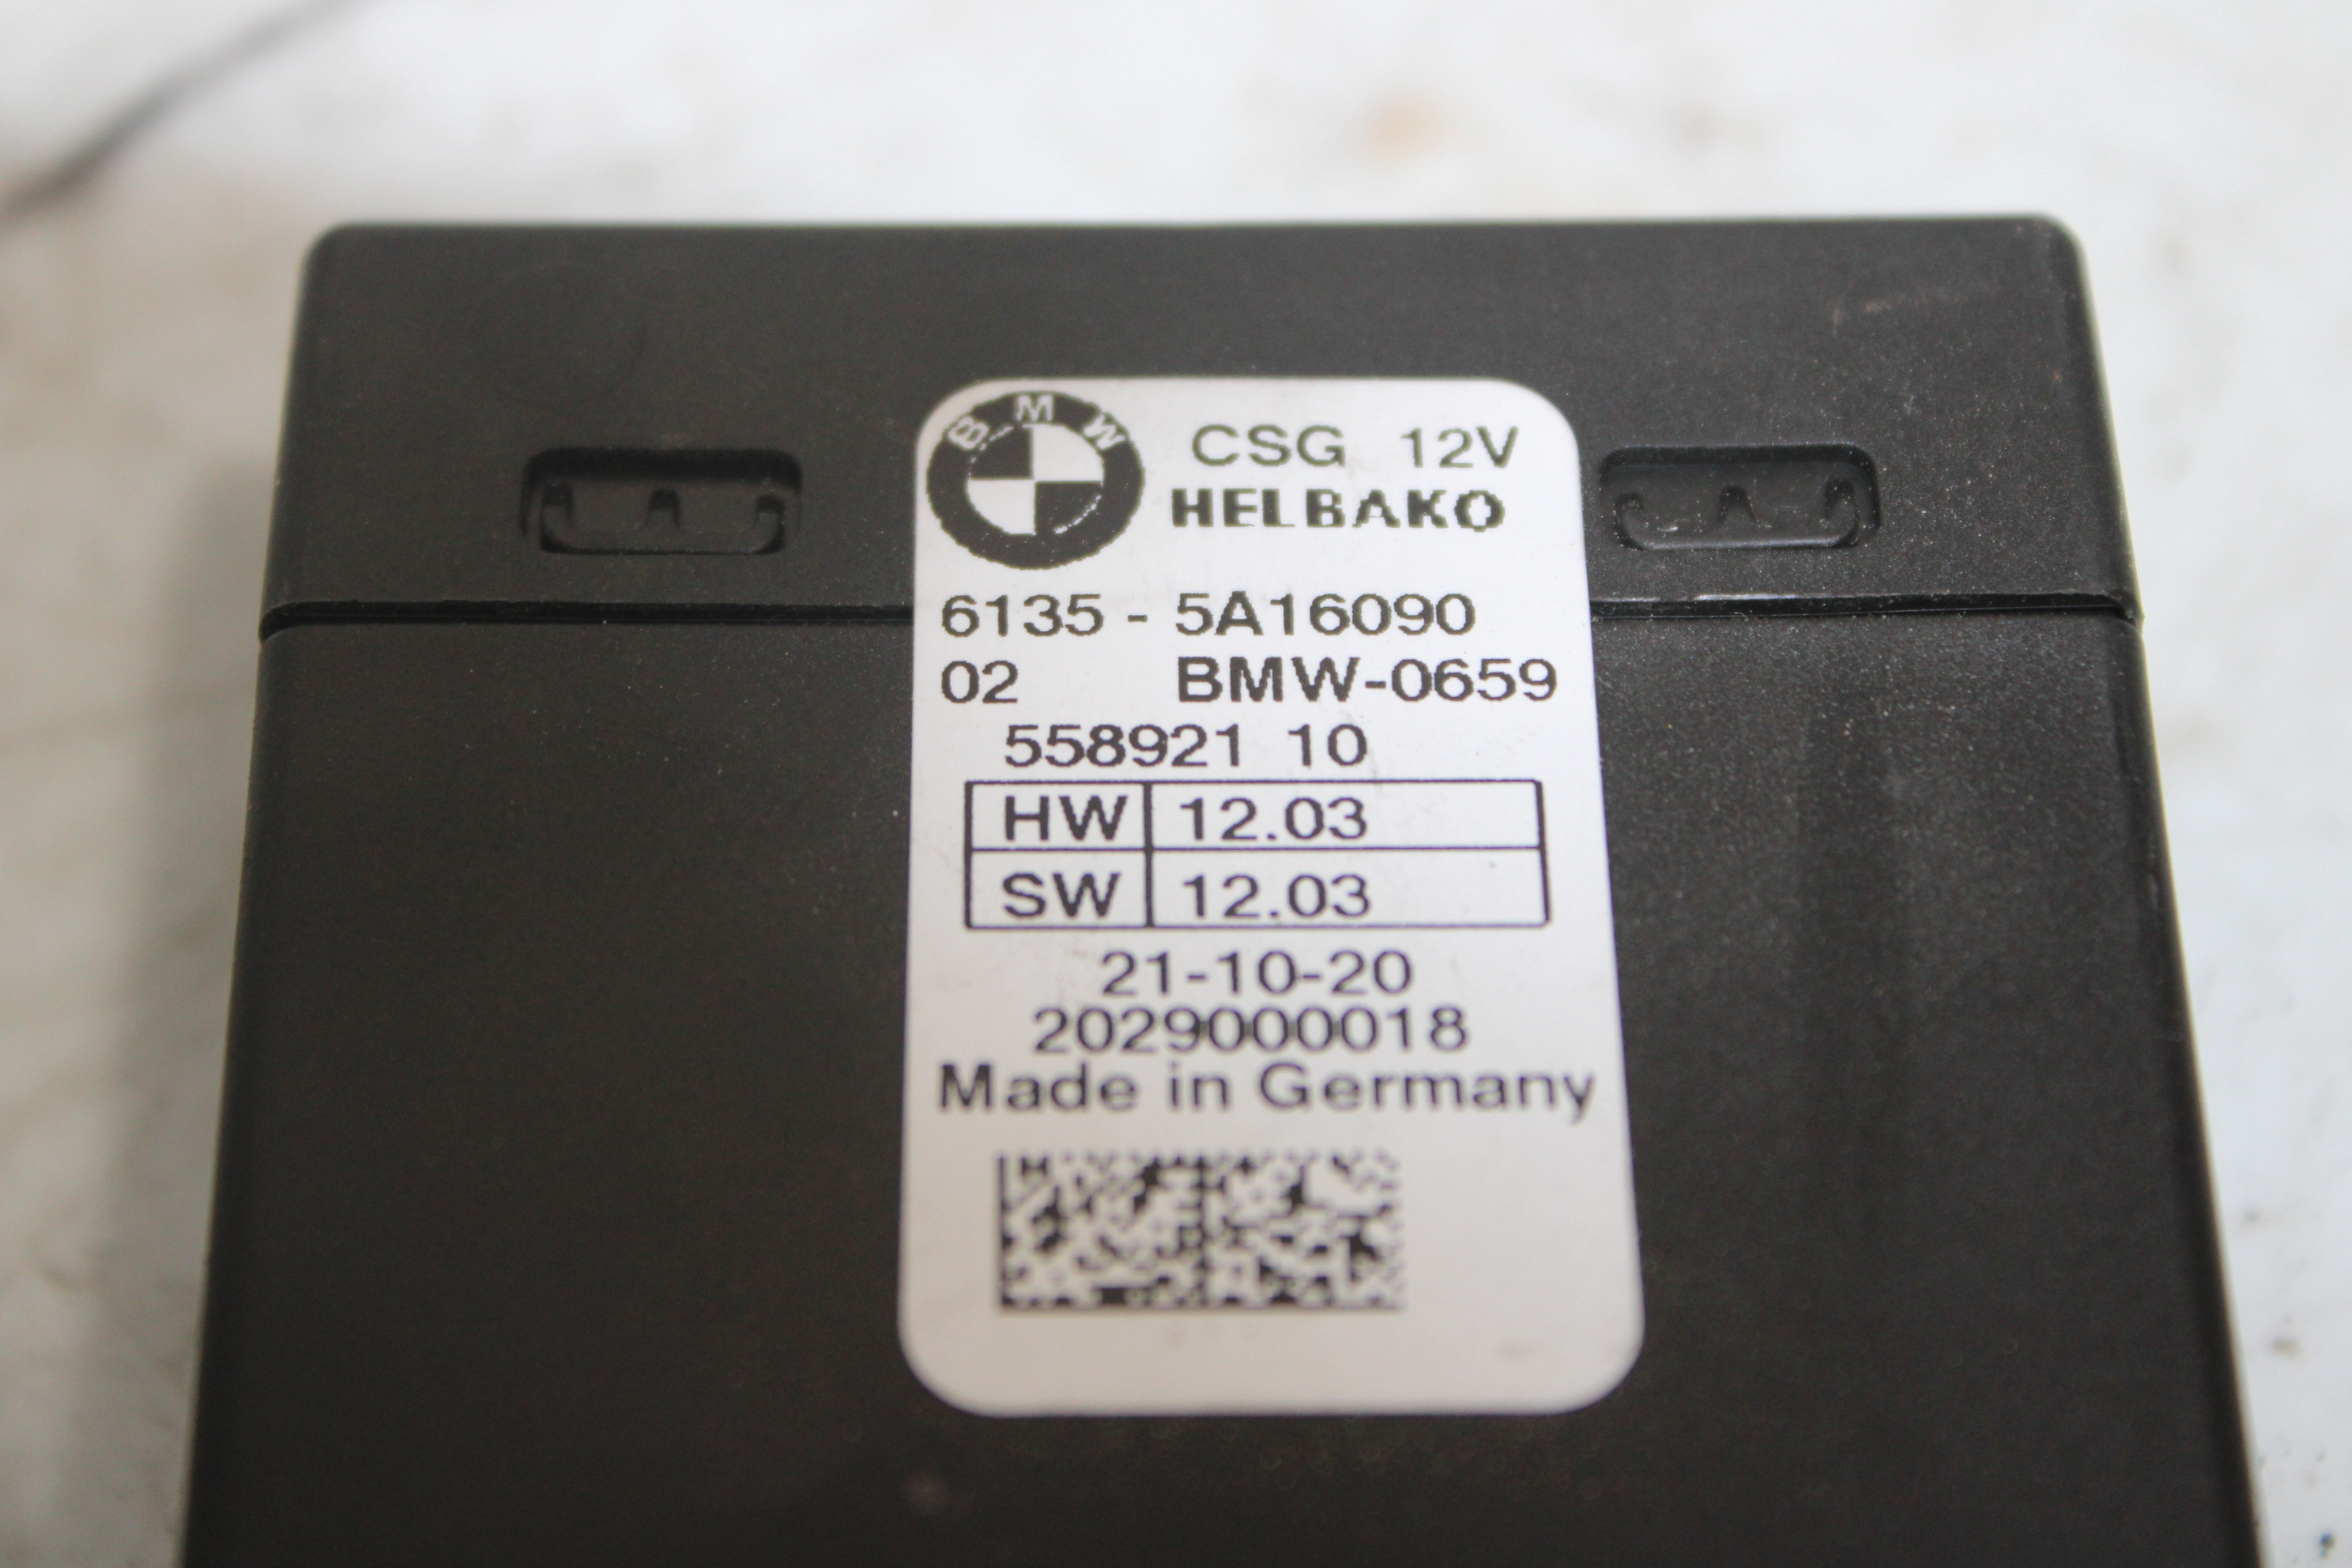 BMW
CSG 12V
HELBAKO
6135 - 5A16090
02 BMW-0659
558921 10
HW 12.03
SW 12.03
21-10-20
2029000018
Made in Germany